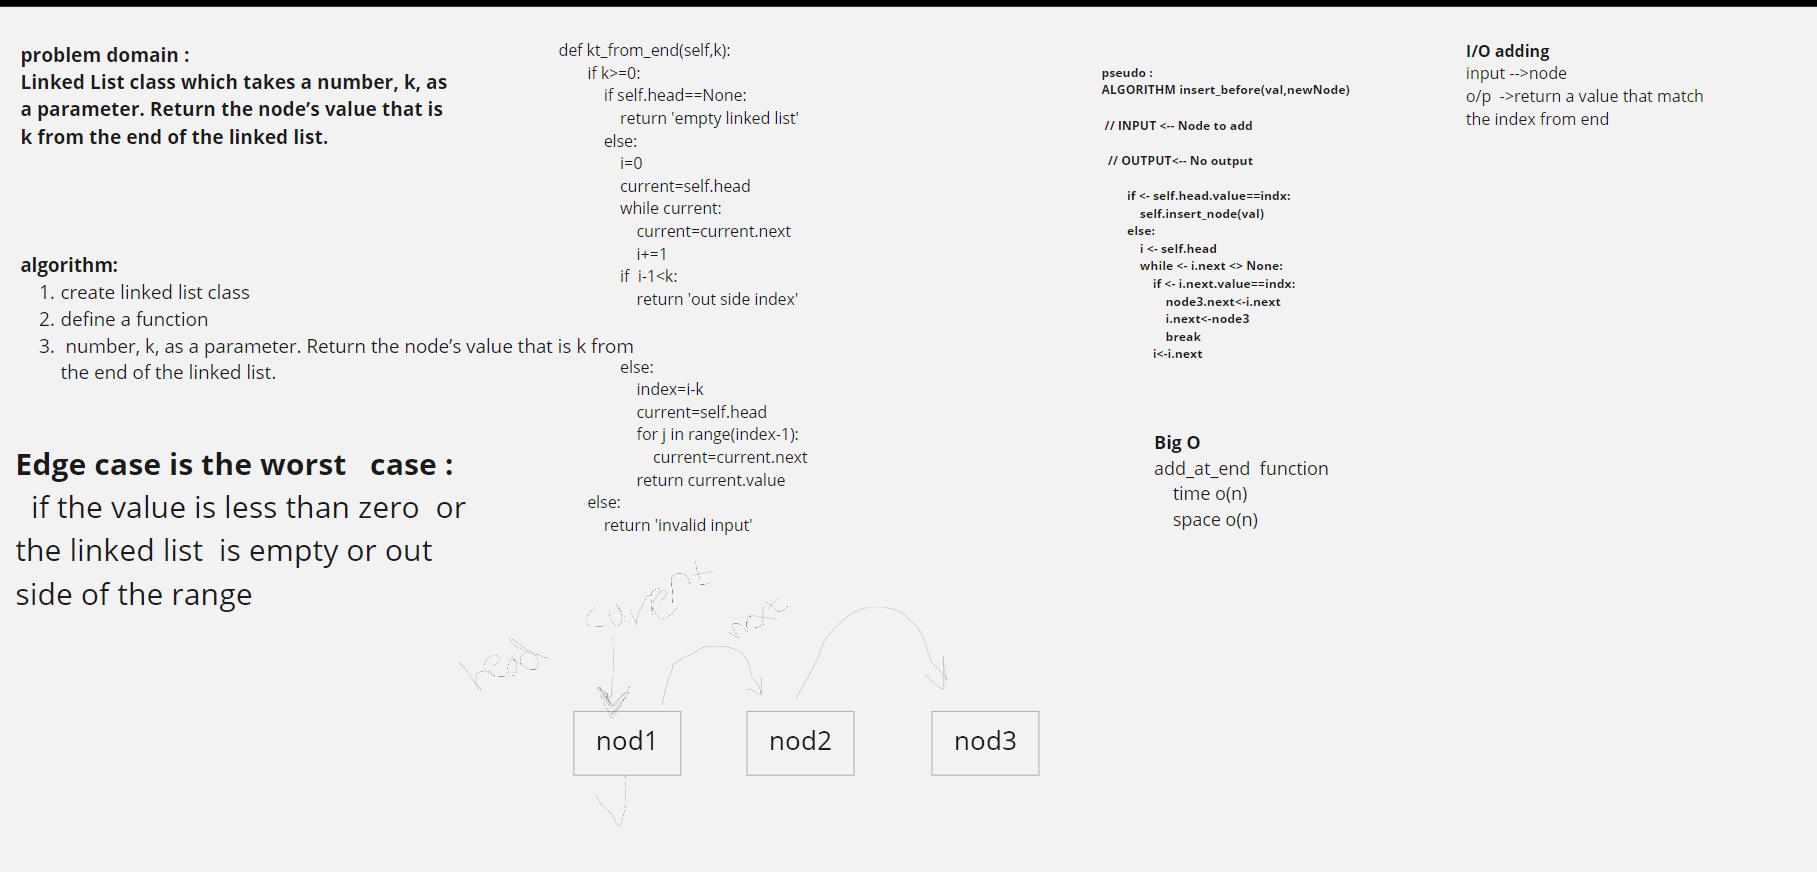 problem domain :
Linked List class which takes a number, k, as
a parameter. Return the node’s value that is
k from the end of the linked list.
algorithm:
1. create linked list class
2. define a function
3. number, k, as a parameter. Return the node’s value that is k from
the end of the linked list.
Edge case is the worst case :
if the value is less than zero or
the linked list is empty or out
side of the range
def kt_from_end(self,k):
if k>=0:
if self.head==None:
return 'empty linked list'
else:
i=0
current=self.head
while current:
current=current.next
i+=1
if i-1<k:
return 'out side index'
else:
index=i-k
current=self.head
for j in range(index-1):
current=current.next
return current.value
else:
return 'invalid input'
pseudo :
ALGORITHM insert_before(val,newNode)
// INPUT <-- Node to add
// OUTPUT<-- No output
if <- self.head.value==indx:
self.insert_node(val)
else:
i <- self.head
while <- i.next <> None:
if <- i.next.value==indx:
node3.next<-i.next
i.next<-node3
break
i<-i.next
Big O
add_at_end function
time o(n)
space o(n)
I/O adding
input -->node
o/p ->return a value that match
the index from end
head
curent
next
nod1
nod2
nod3